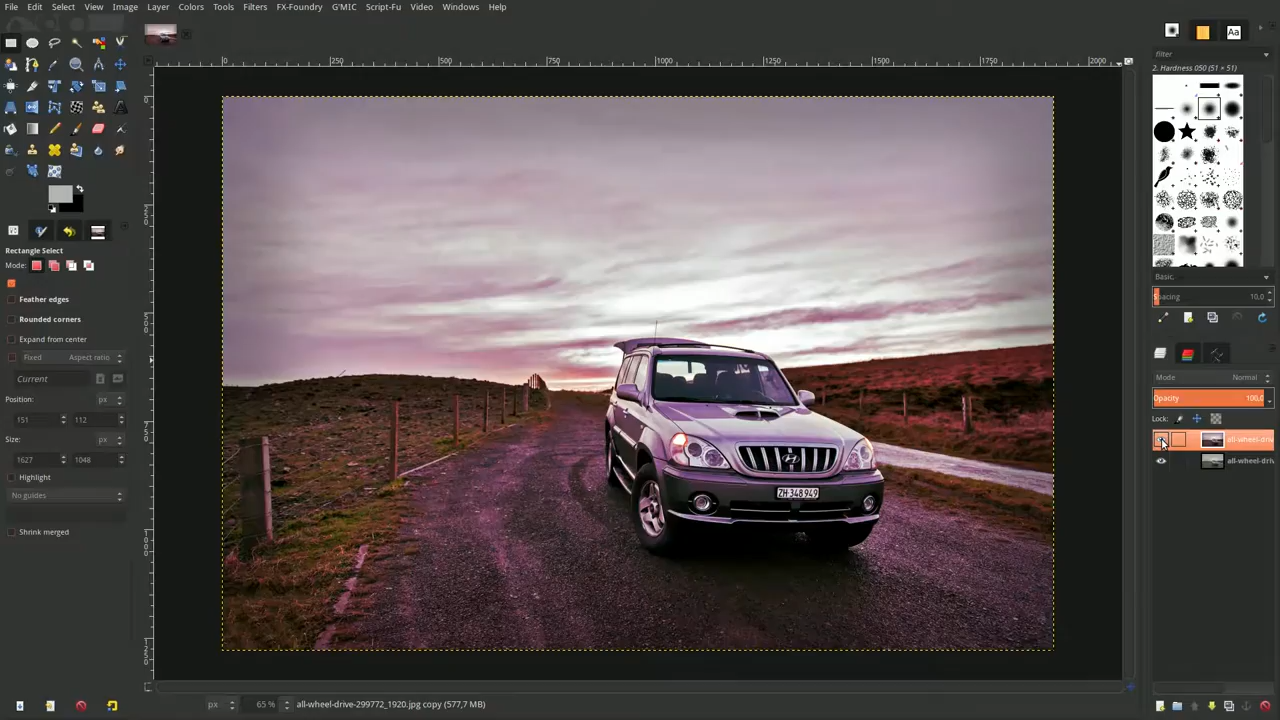 File Edit Select View Image Layer Colors Tools Filters FX-Foundry G'MIC Script-Fu Video Windows Help
0 250 500 750 1000 1250 1500 1750 2000
filter
2. Hardness 050 (51 × 51)
Basic.
Spacing 10,0
Rectangle Select
Mode:
Feather edges
Rounded corners
Expand from center
Fixed Aspect ratio
Current
Position: px
151 112
Size: px
1627 1048
Highlight
No guides
Shrink merged
Mode Normal
Opacity 100,0
Lock:
all-wheel-driv
all-wheel-driv
ZH·348 949
px 65 % all-wheel-drive-299772_1920.jpg copy (577,7 MB)
Aa